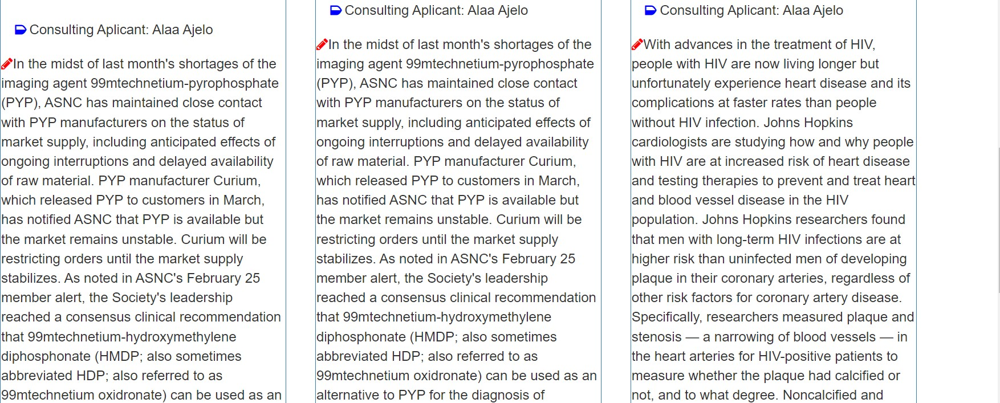 Consulting Aplicant: Alaa Ajelo
In the midst of last month's shortages of the
imaging agent 99mtechnetium-pyrophosphate
(PYP), ASNC has maintained close contact
with PYP manufacturers on the status of
market supply, including anticipated effects of
ongoing interruptions and delayed availability
of raw material. PYP manufacturer Curium,
which released PYP to customers in March,
has notified ASNC that PYP is available but
the market remains unstable. Curium will be
restricting orders until the market supply
stabilizes. As noted in ASNC's February 25
member alert, the Society's leadership
reached a consensus clinical recommendation
that 99mtechnetium-hydroxymethylene
diphosphonate (HMDP; also sometimes
abbreviated HDP; also referred to as
99mtechnetium oxidronate) can be used as an
Consulting Aplicant: Alaa Ajelo
In the midst of last month's shortages of the
imaging agent 99mtechnetium-pyrophosphate
(PYP), ASNC has maintained close contact
with PYP manufacturers on the status of
market supply, including anticipated effects of
ongoing interruptions and delayed availability
of raw material. PYP manufacturer Curium,
which released PYP to customers in March,
has notified ASNC that PYP is available but
the market remains unstable. Curium will be
restricting orders until the market supply
stabilizes. As noted in ASNC's February 25
member alert, the Society's leadership
reached a consensus clinical recommendation
that 99mtechnetium-hydroxymethylene
diphosphonate (HMDP; also sometimes
abbreviated HDP; also referred to as
99mtechnetium oxidronate) can be used as an
alternative to PYP for the diagnosis of
Consulting Aplicant: Alaa Ajelo
With advances in the treatment of HIV,
people with HIV are now living longer but
unfortunately experience heart disease and its
complications at faster rates than people
without HIV infection. Johns Hopkins
cardiologists are studying how and why people
with HIV are at increased risk of heart disease
and testing therapies to prevent and treat heart
and blood vessel disease in the HIV
population. Johns Hopkins researchers found
that men with long-term HIV infections are at
higher risk than uninfected men of developing
plaque in their coronary arteries, regardless of
other risk factors for coronary artery disease.
Specifically, researchers measured plaque and
stenosis — a narrowing of blood vessels — in
the heart arteries for HIV-positive patients to
measure whether the plaque had calcified or
not, and to what degree. Noncalcified and